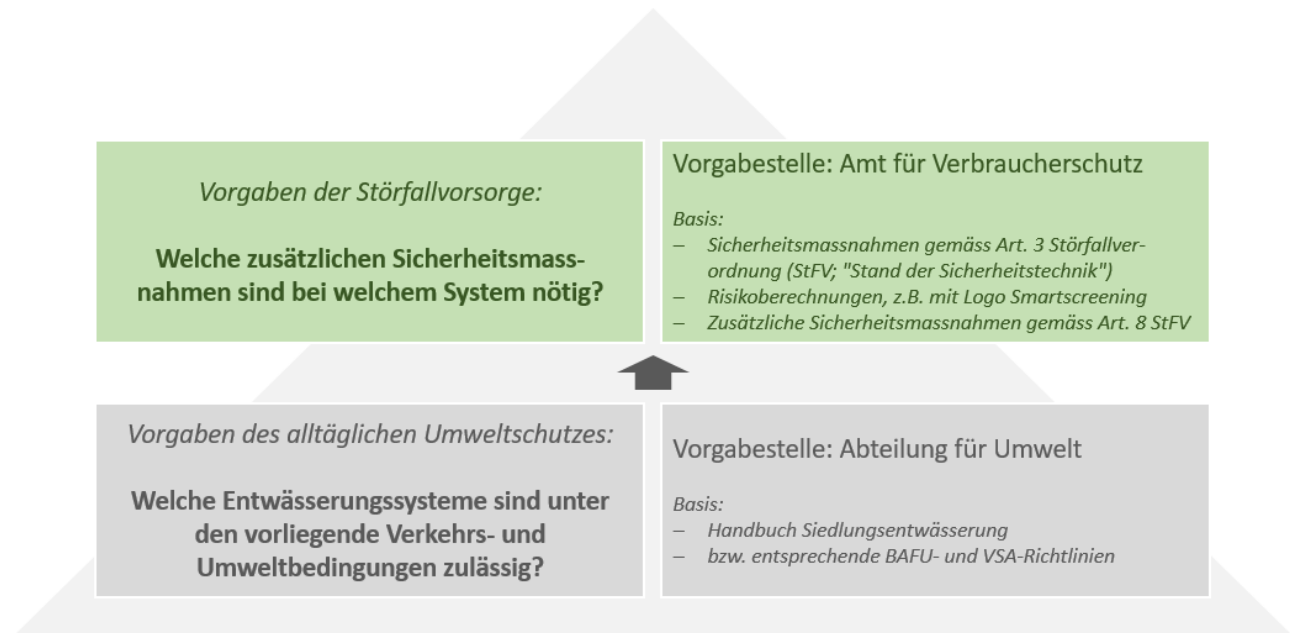 Vorgaben der Störfallvorsorge:
Welche zusätzlichen Sicherheitsmass-
nahmen sind bei welchem System nötig?
Vorgabestelle: Amt für Verbraucherschutz
Basis:
– Sicherheitsmassnahmen gemäss Art. 3 Störfallver-
ordnung (StFV; "Stand der Sicherheitstechnik")
– Risikoberechnungen, z.B. mit Logo Smartscreening
– Zusätzliche Sicherheitsmassnahmen gemäss Art. 8 StFV
Vorgaben des alltäglichen Umweltschutzes:
Welche Entwässerungssysteme sind unter
den vorliegende Verkehrs- und
Umweltbedingungen zulässig?
Vorgabestelle: Abteilung für Umwelt
Basis:
– Handbuch Siedlungsentwässerung
– bzw. entsprechende BAFU- und VSA-Richtlinien